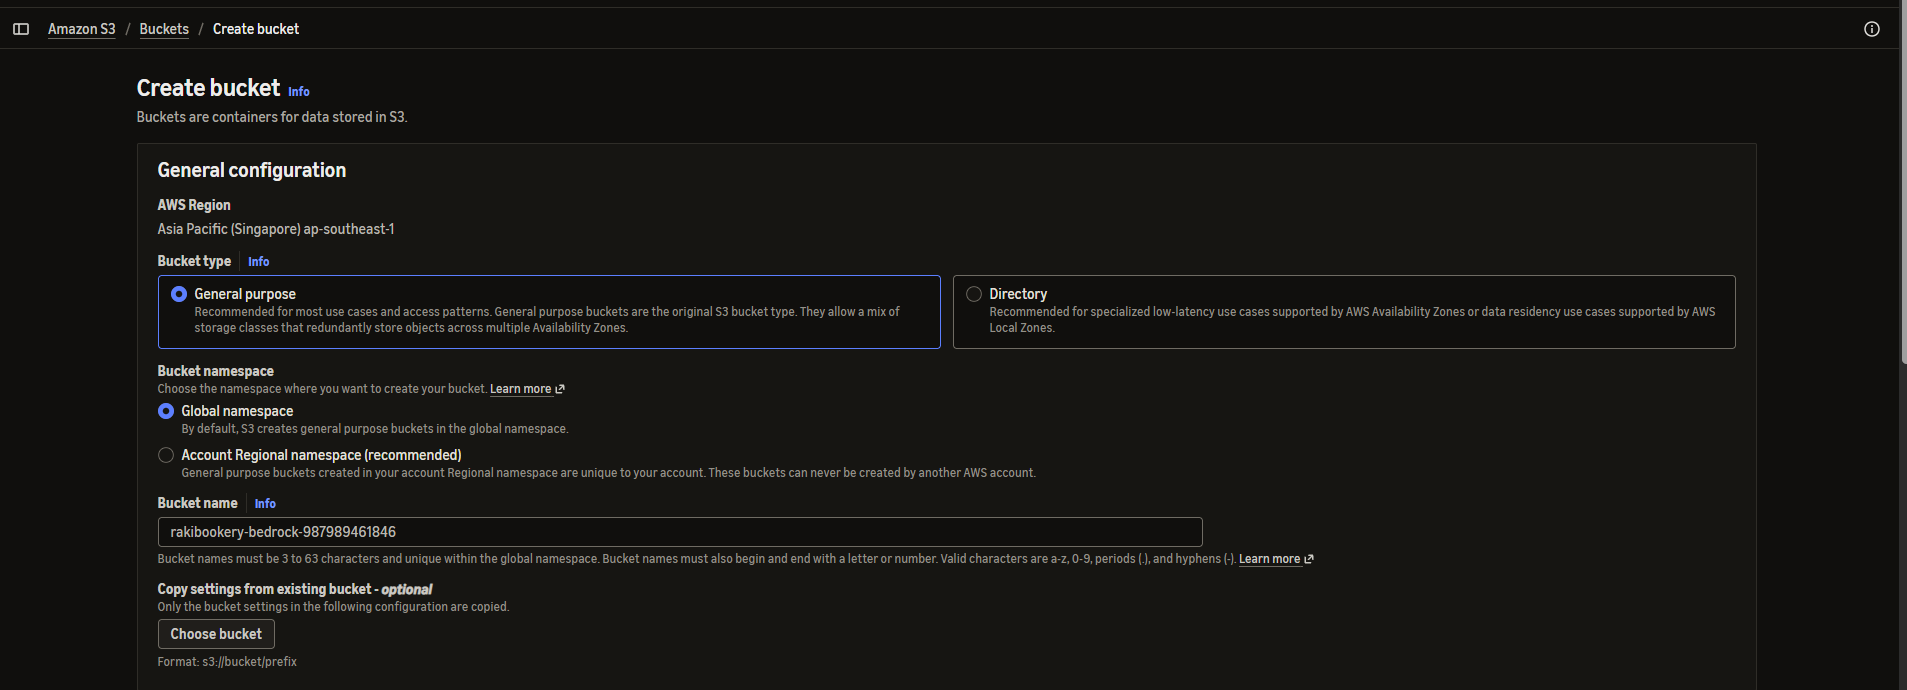 Amazon S3 / Buckets / Create bucket
Create bucket Info
Buckets are containers for data stored in S3.
General configuration
AWS Region
Asia Pacific (Singapore) ap-southeast-1
Bucket type Info
General purpose
Recommended for most use cases and access patterns. General purpose buckets are the original S3 bucket type. They allow a mix of
storage classes that redundantly store objects across multiple Availability Zones.
Directory
Recommended for specialized low-latency use cases supported by AWS Availability Zones or data residency use cases supported by AWS
Local Zones.
Bucket namespace
Choose the namespace where you want to create your bucket. Learn more
Global namespace
By default, S3 creates general purpose buckets in the global namespace.
Account Regional namespace (recommended)
General purpose buckets created in your account Regional namespace are unique to your account. These buckets can never be created by another AWS account.
Bucket name Info
rakibookery-bedrock-987989461846
Bucket names must be 3 to 63 characters and unique within the global namespace. Bucket names must also begin and end with a letter or number. Valid characters are a-z, 0-9, periods (.), and hyphens (-). Learn more
Copy settings from existing bucket - optional
Only the bucket settings in the following configuration are copied.
Choose bucket
Format: s3://bucket/prefix